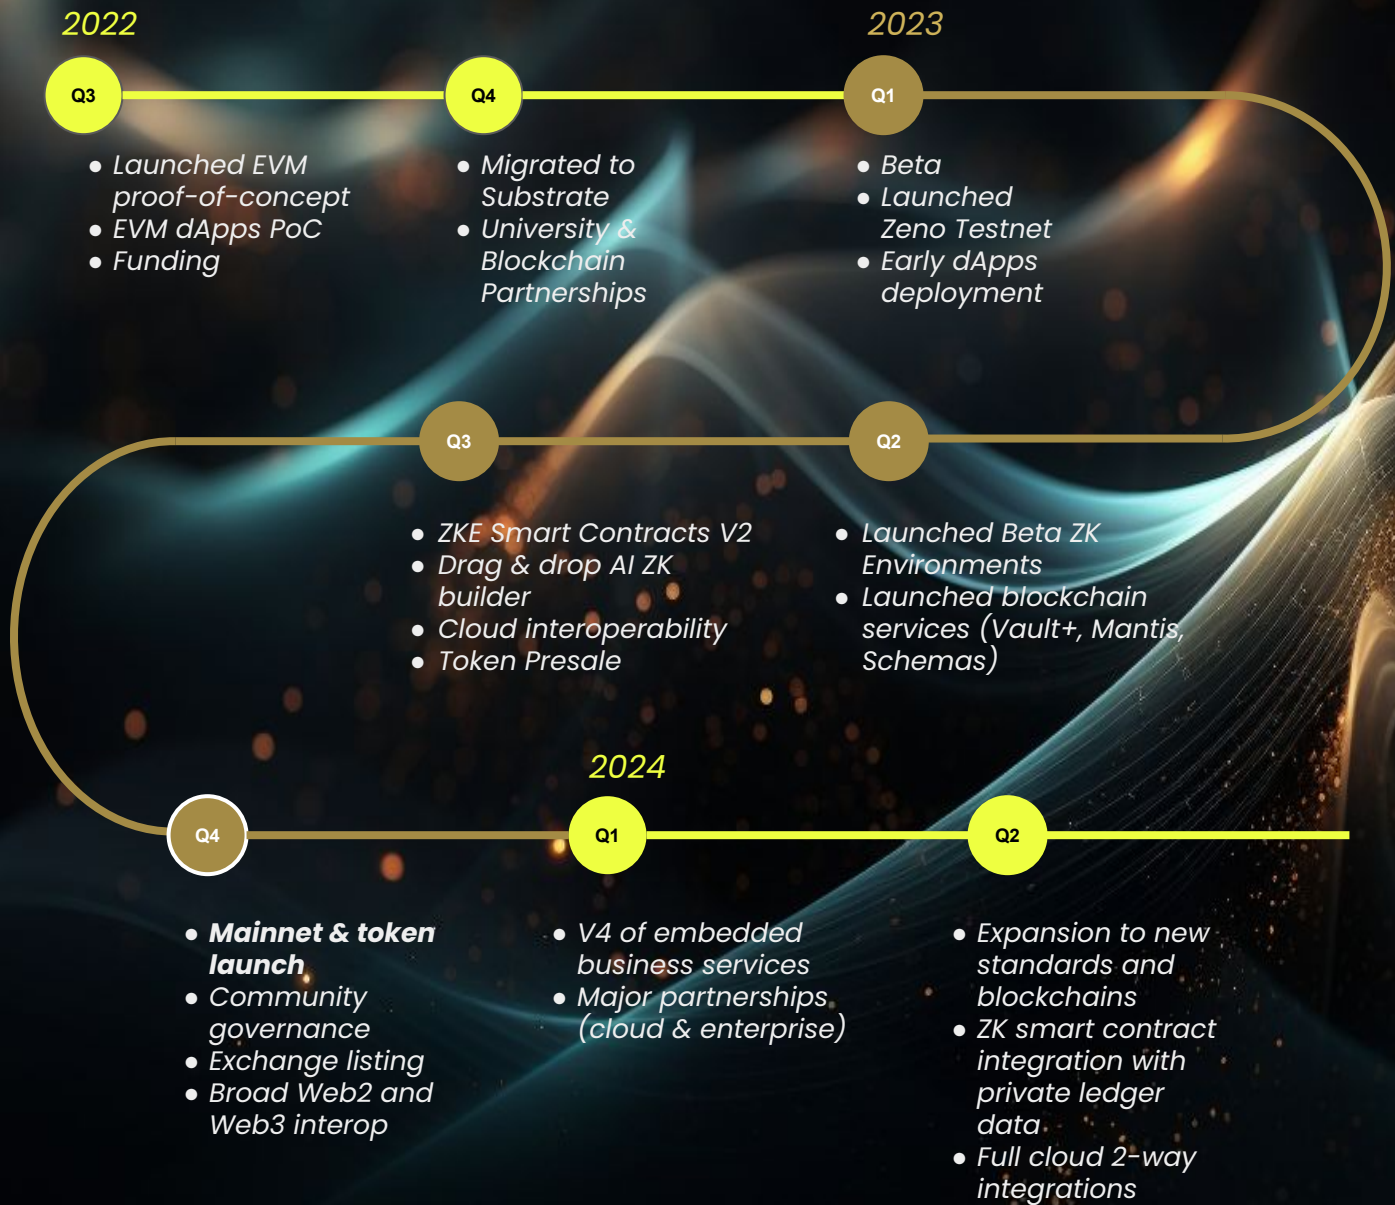 2022
2023
Q3
Q4
Q1
● Launched EVM
proof-of-concept
● EVM dApps PoC
● Funding
● Migrated to
Substrate
● University &
Blockchain
Partnerships
● Beta
● Launched
Zeno Testnet
● Early dApps
deployment
Q3
Q2
● ZKE Smart Contracts V2
● Drag & drop AI ZK
builder
● Cloud interoperability
● Token Presale
● Launched Beta ZK
Environments
● Launched blockchain
services (Vault+, Mantis,
Schemas)
2024
Q4
Q1
Q2
● Mainnet & token
launch
● Community
governance
● Exchange listing
● Broad Web2 and
Web3 interop
● V4 of embedded
business services
● Major partnerships
(cloud & enterprise)
● Expansion to new
standards and
blockchains
● ZK smart contract
integration with
private ledger
data
● Full cloud 2-way
integrations